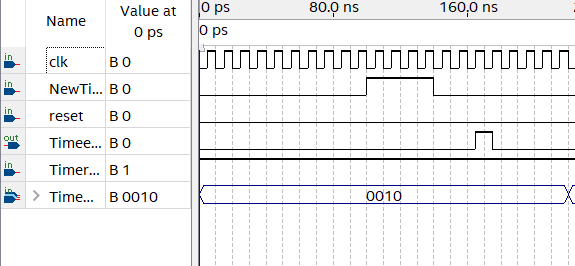 Name Value at 0 ps 0 ps 80.0 ns 160.0 ns
0 ps
in clk B 0
in NewTi... B 0
in reset B 0
out Timee... B 0
in Timer... B 1
in Time... B 0010 0010